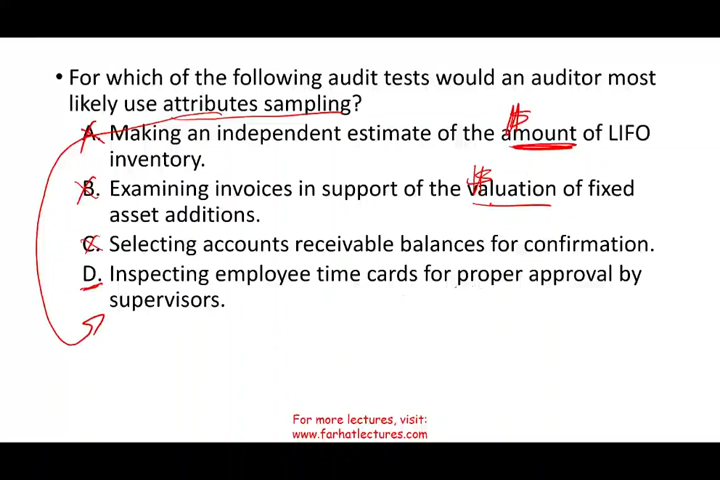 • For which of the following audit tests would an auditor most
likely use attributes sampling?
A. Making an independent estimate of the amount of LIFO
inventory.
B. Examining invoices in support of the valuation of fixed
asset additions.
C. Selecting accounts receivable balances for confirmation.
D. Inspecting employee time cards for proper approval by
supervisors.
For more lectures, visit:
www.farhatlectures.com